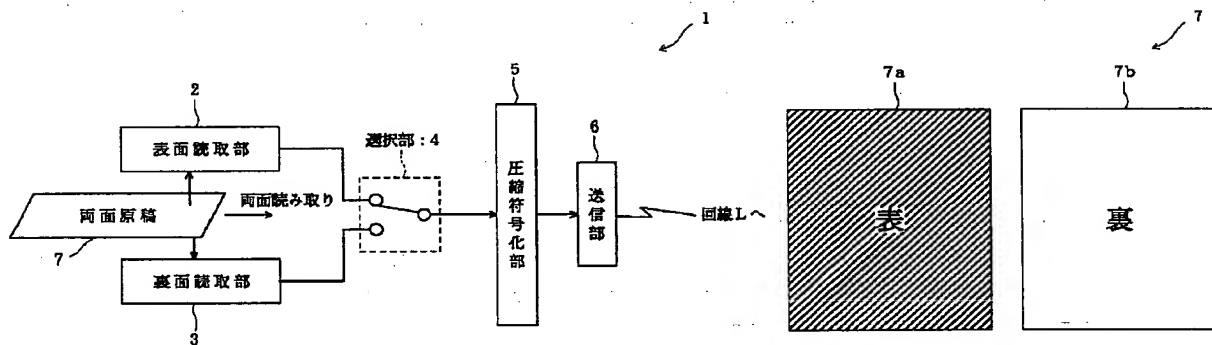 1
2
表面読取部
両面原稿
7
両面読み取り
裏面読取部
3
選択部:4
5
圧縮符号化部
6
送信部
回線Lへ
7
7a
表
7b
裏